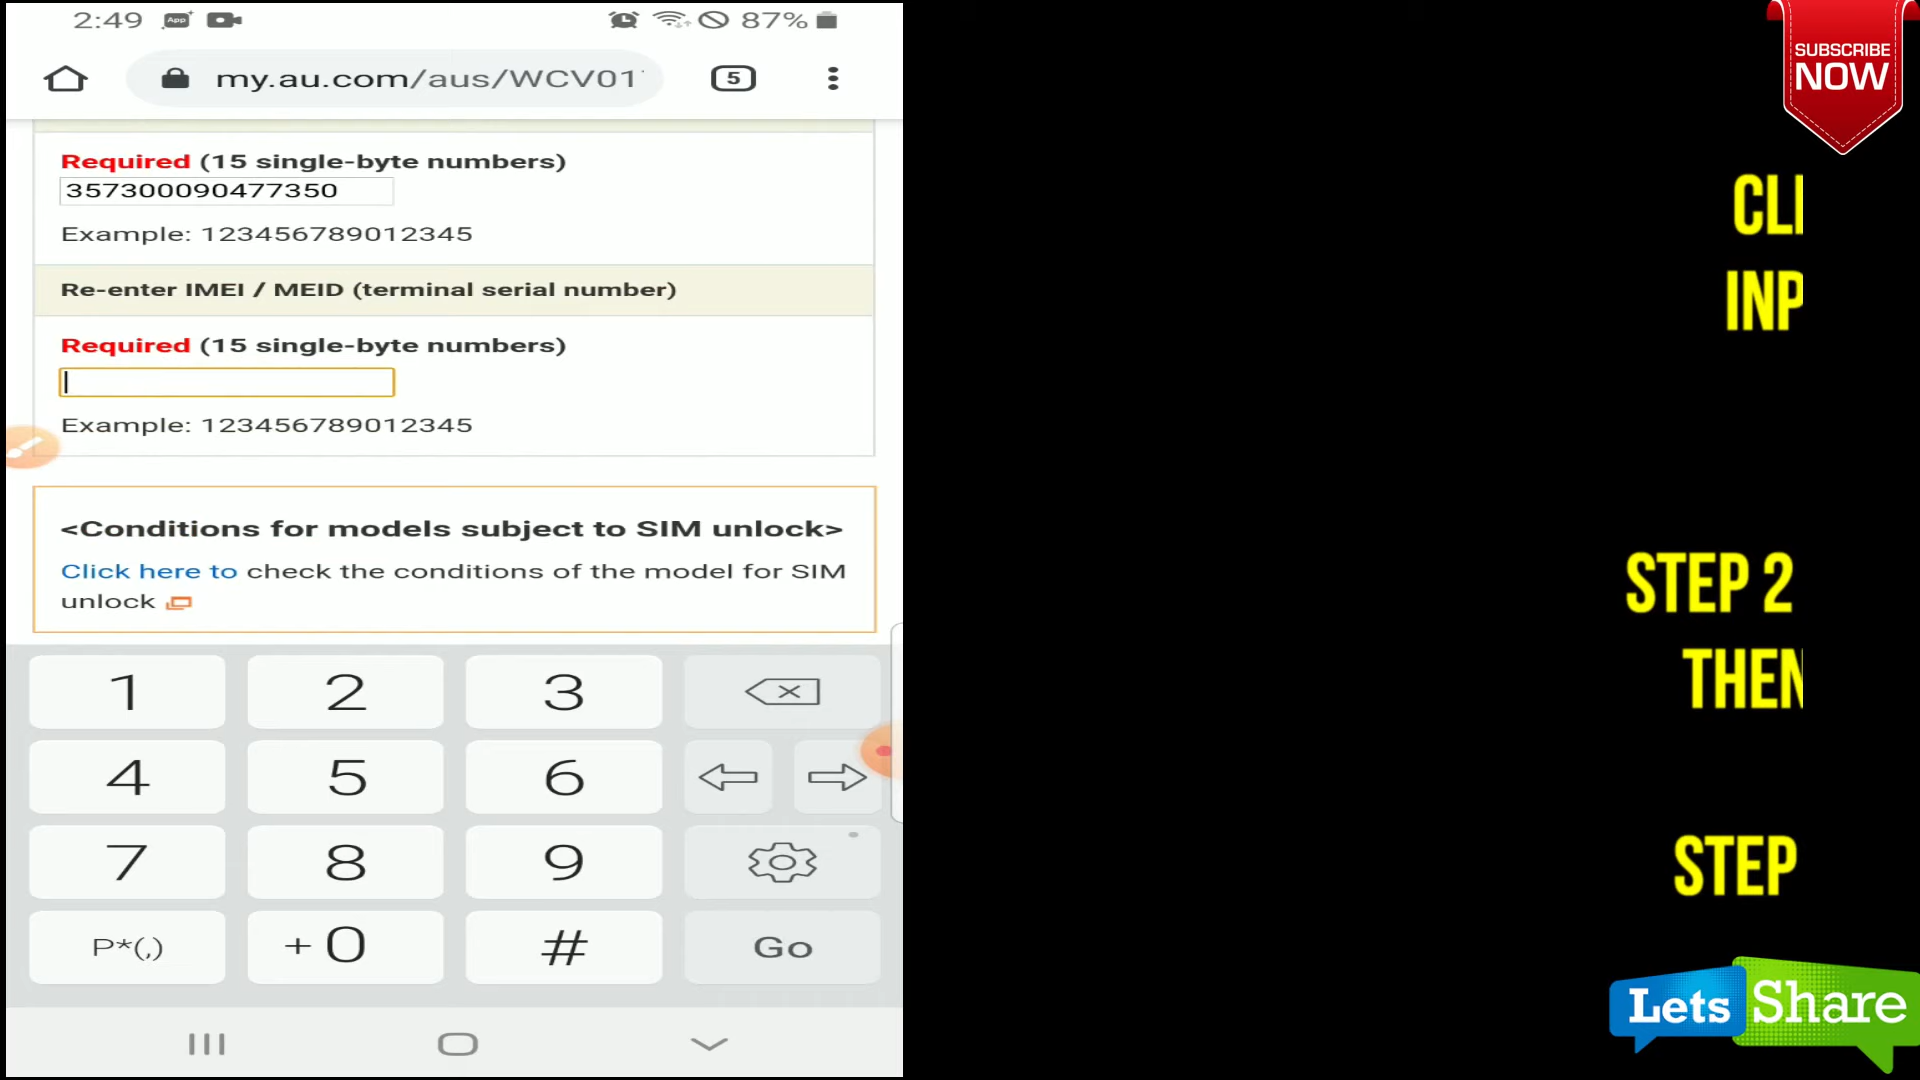 2:49
App
87%
my.au.com/aus/WCV01
5
Required (15 single-byte numbers)
357300090477350
Example: 123456789012345
Re-enter IMEI / MEID (terminal serial number)
Required (15 single-byte numbers)
Example: 123456789012345
<Conditions for models subject to SIM unlock>
Click here to check the conditions of the model for SIM
unlock
1 2 3
4 5 6
7 8 9
P*(,) + 0 # Go
SUBSCRIBE
NOW
CLI
INP
STEP 2
THEN
STEP
Lets Share